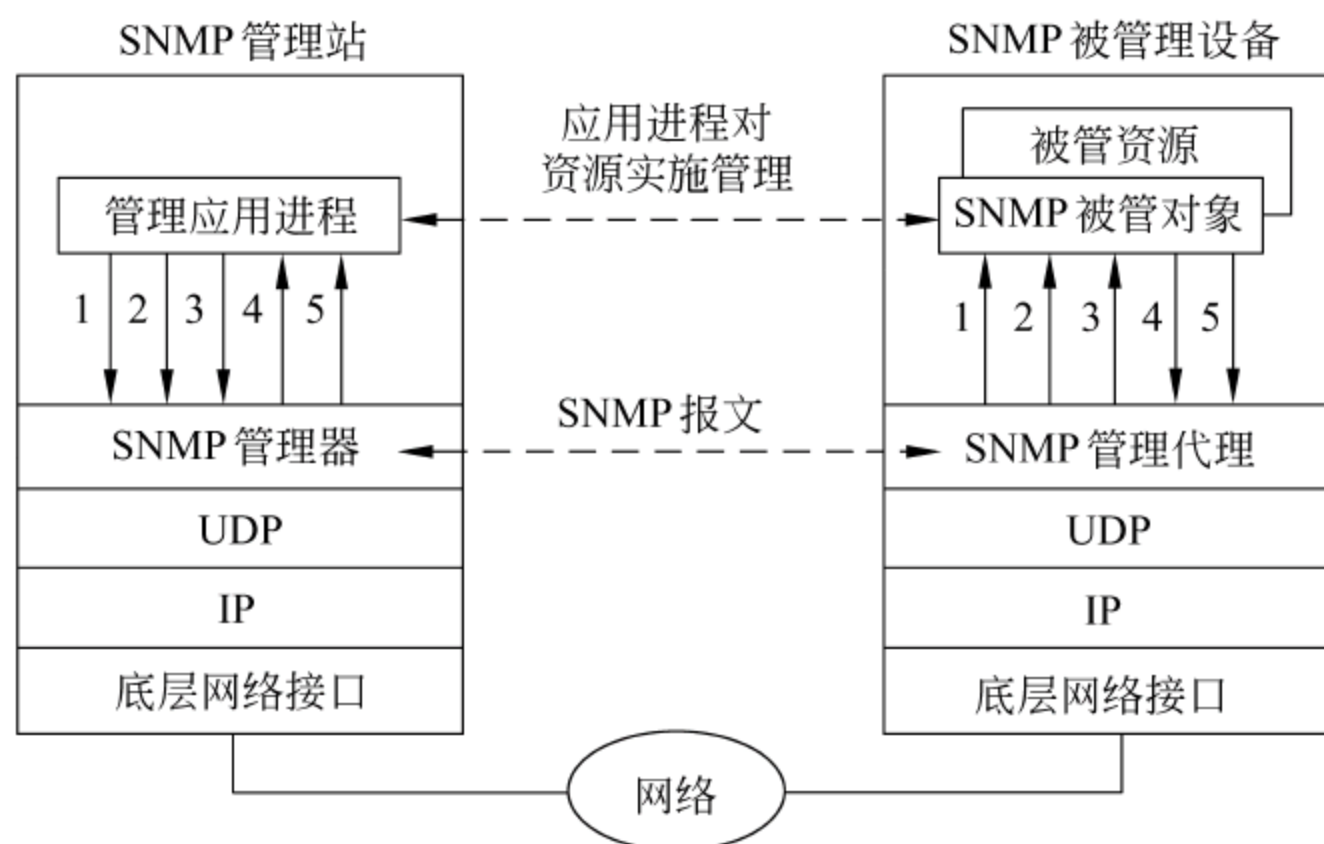 SNMP 管理站
SNMP 被管理设备
应用进程对
资源实施管理
被管资源
管理应用进程
SNMP 被管对象
1 2 3 4 5
1 2 3 4 5
SNMP 报文
SNMP 管理器
SNMP 管理代理
UDP
UDP
IP
IP
底层网络接口
底层网络接口
网络